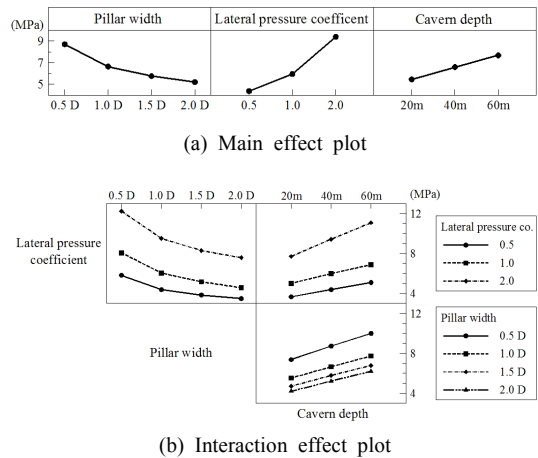 (MPa)
Pillar width
Lateral pressure coefficent
Cavern depth
9
7
5
0.5 D 1.0 D 1.5 D 2.0 D
0.5 1.0 2.0
20m 40m 60m
(a) Main effect plot
0.5 D 1.0 D 1.5 D 2.0 D
20m 40m 60m
(MPa)
Lateral pressure
coefficient
12
8
4
Lateral pressure co.
0.5
1.0
2.0
Pillar width
12
8
4
Cavern depth
Pillar width
0.5 D
1.0 D
1.5 D
2.0 D
(b) Interaction effect plot